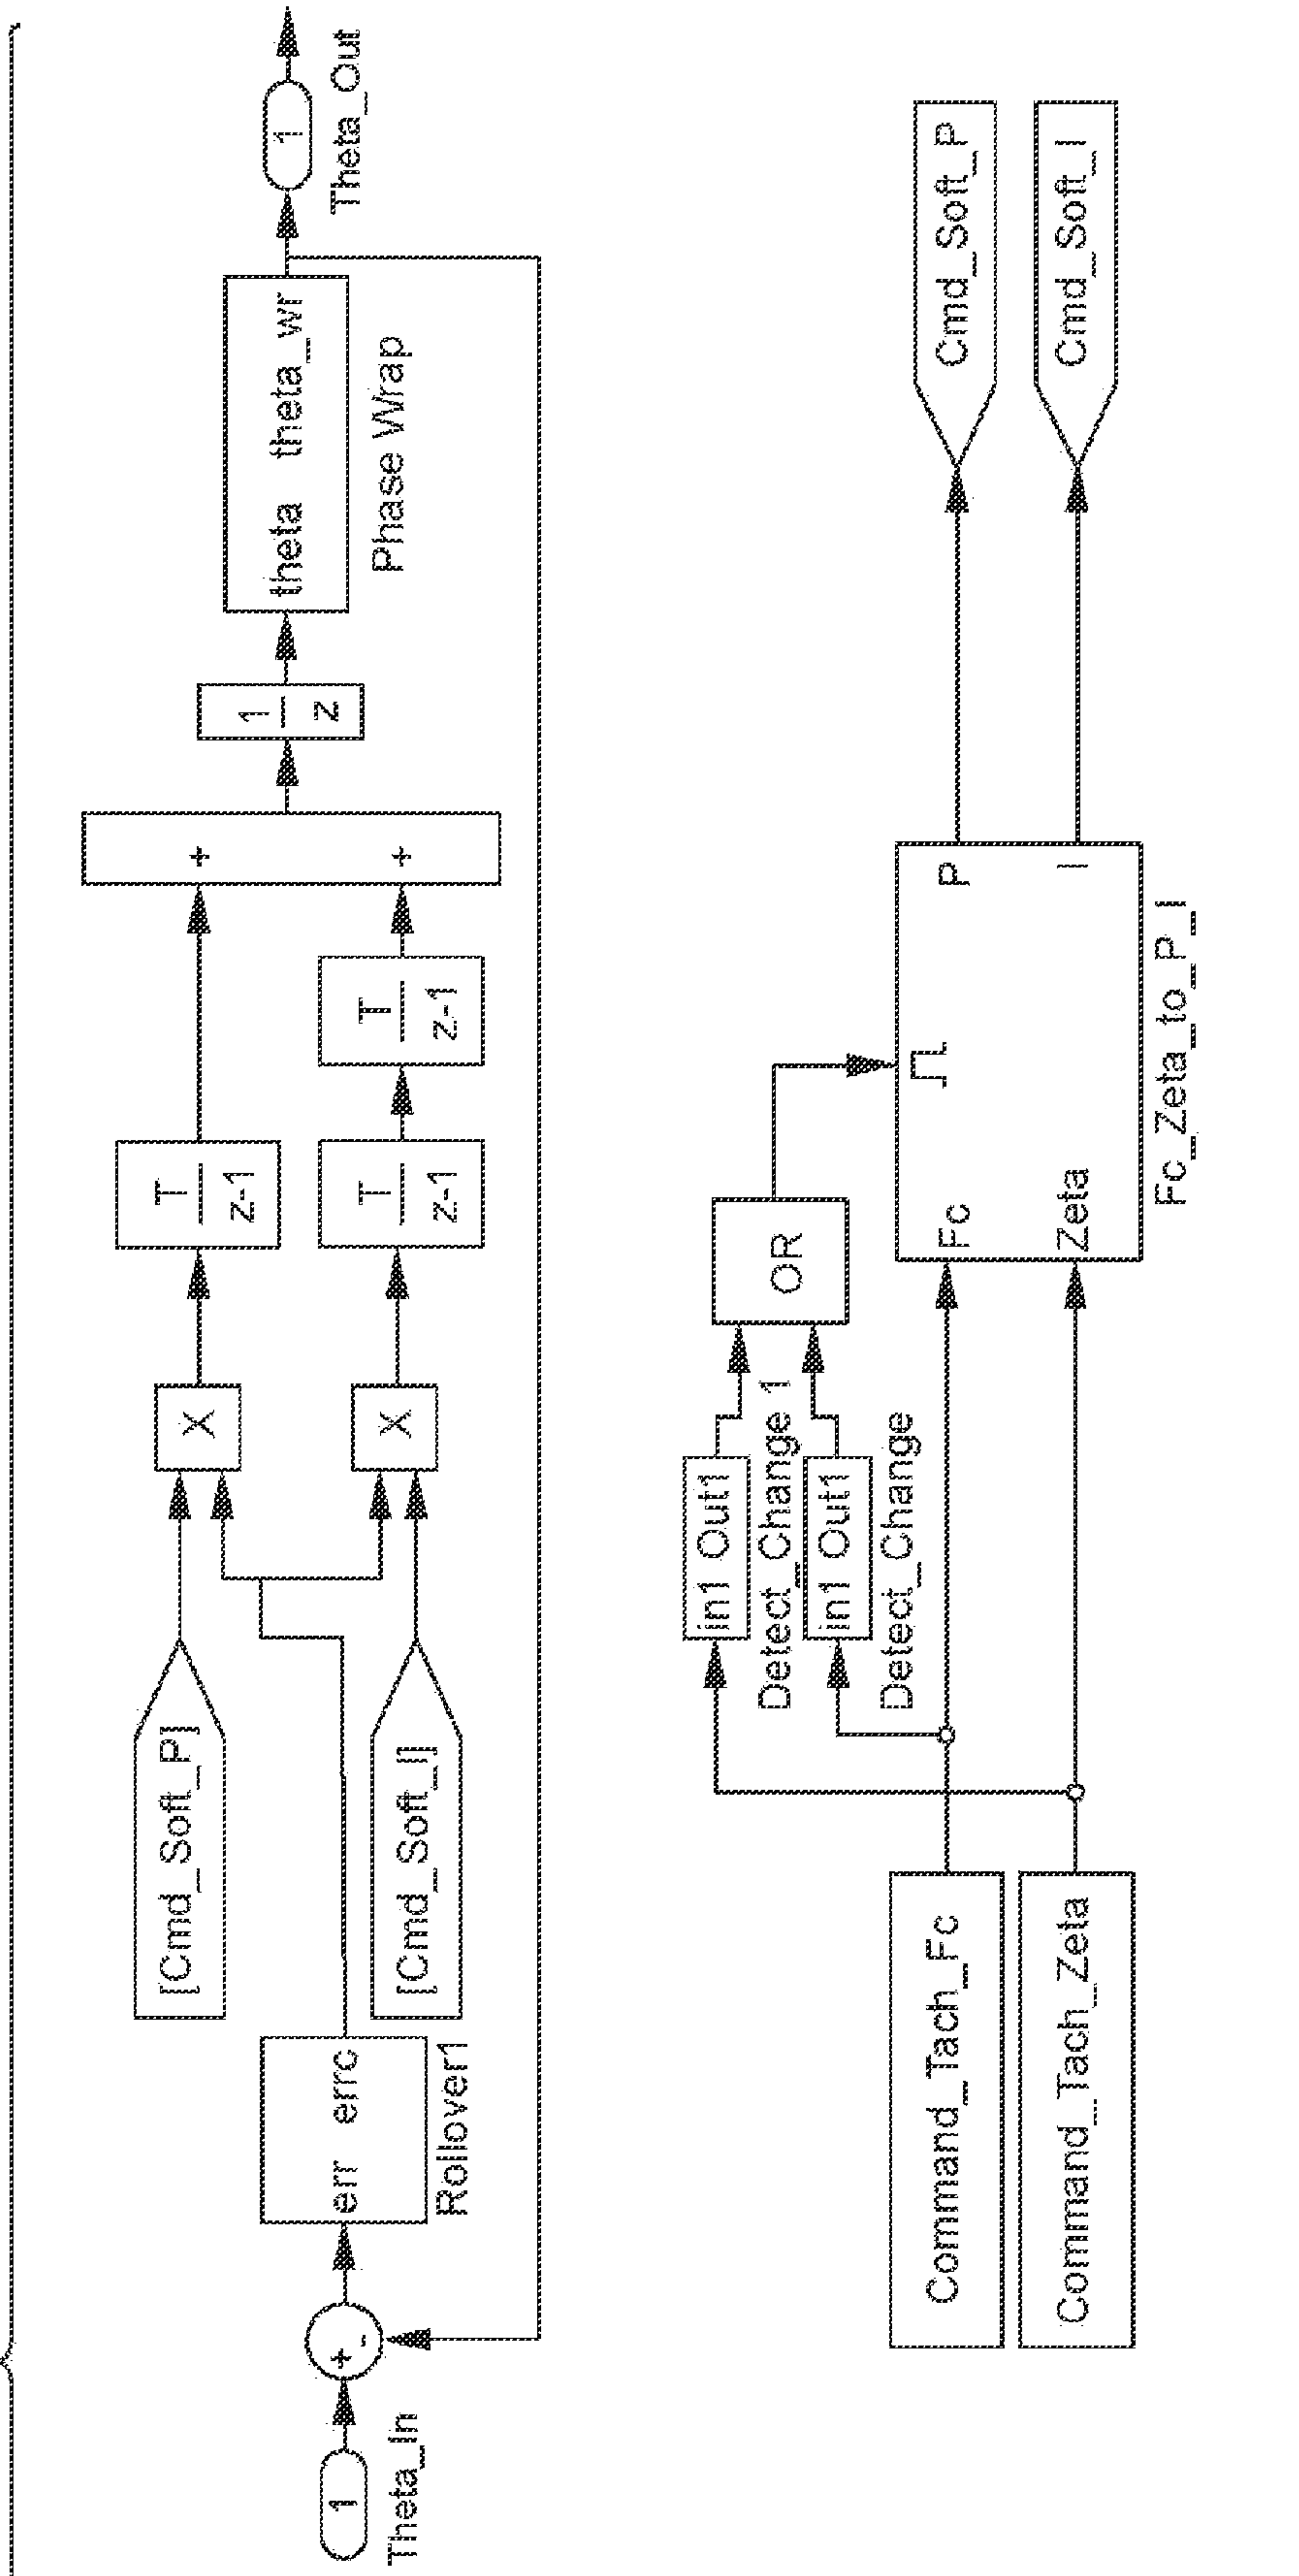 1
Theta_In
+
-
err errc
Rollover1
[Cmd_Soft_P]
[Cmd_Soft_I]
X
X
T
z-1
T
z-1
T
z-1
+
+
1
z
theta theta_wr
Phase Wrap
1
Theta_Out
Command_Tach_Fc
Command_Tach_Zeta
in1 Out1
Detect_Change 1
in1 Out1
Detect_Change
OR
Fc
Zeta
P
I
Fc_Zeta_to_P_I
Cmd_Soft_P
Cmd_Soft_I